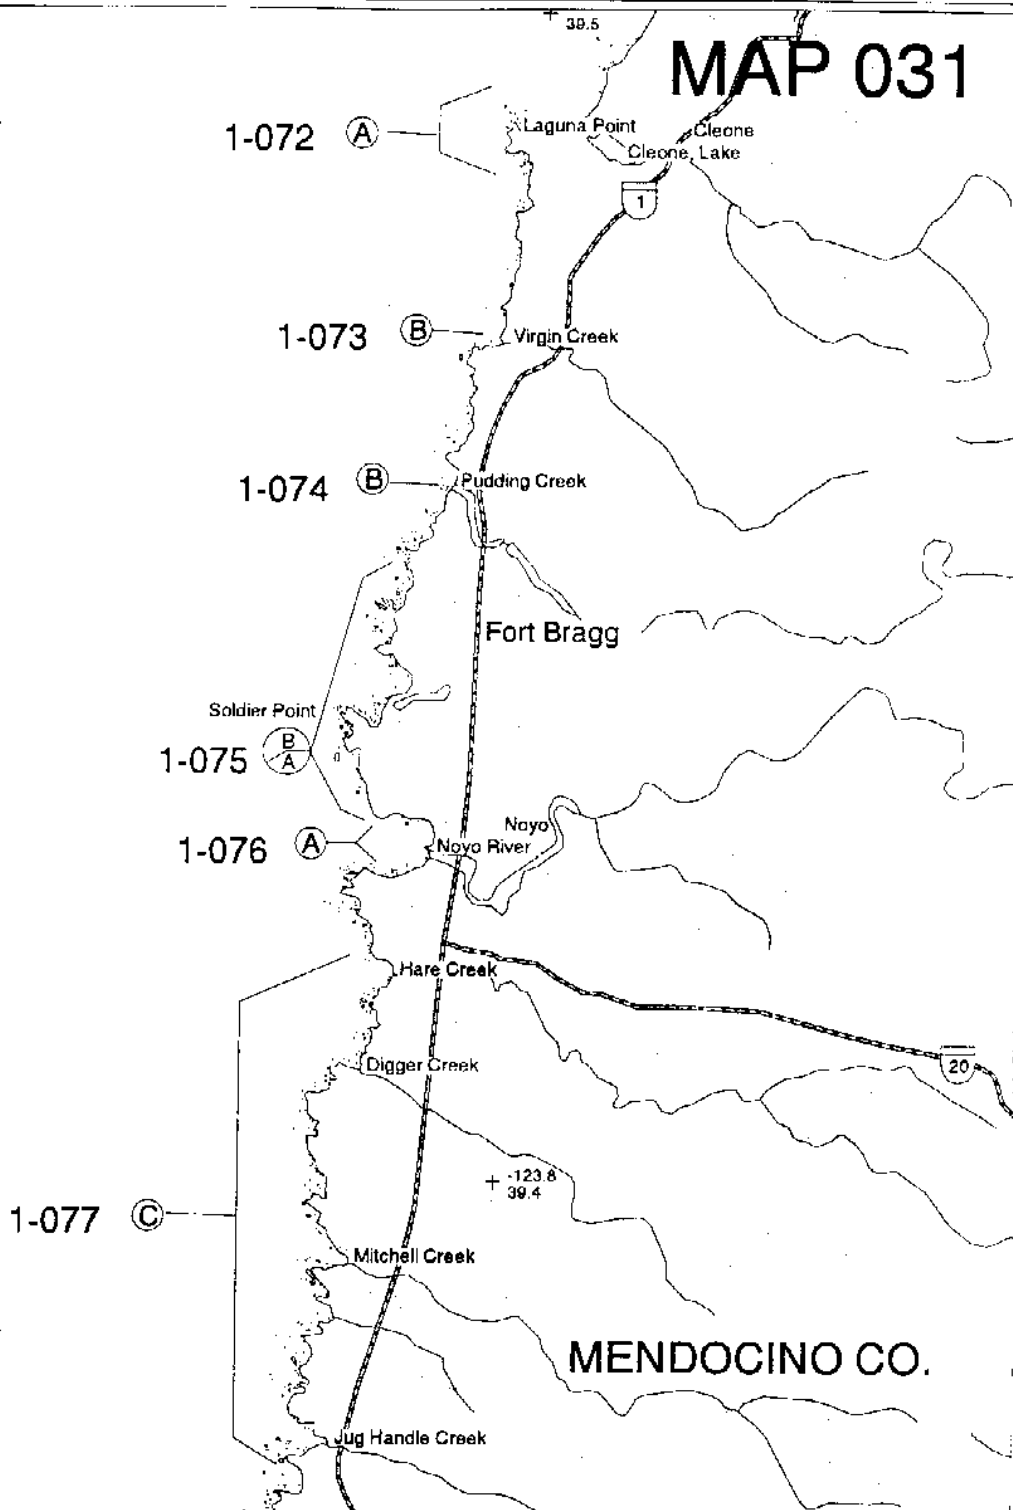 39.5
MAP 031
1-072 A
Laguna Point
Cleone
Cleone Lake
1
1-073 B
Virgin Creek
1-074 B
Pudding Creek
Fort Bragg
Soldier Point
1-075 B
A
Noyo
1-076 A
Noyo River
Hare Creek
20
Digger Creek
-123.8
39.4
1-077 C
Mitchell Creek
MENDOCINO CO.
Jug Handle Creek